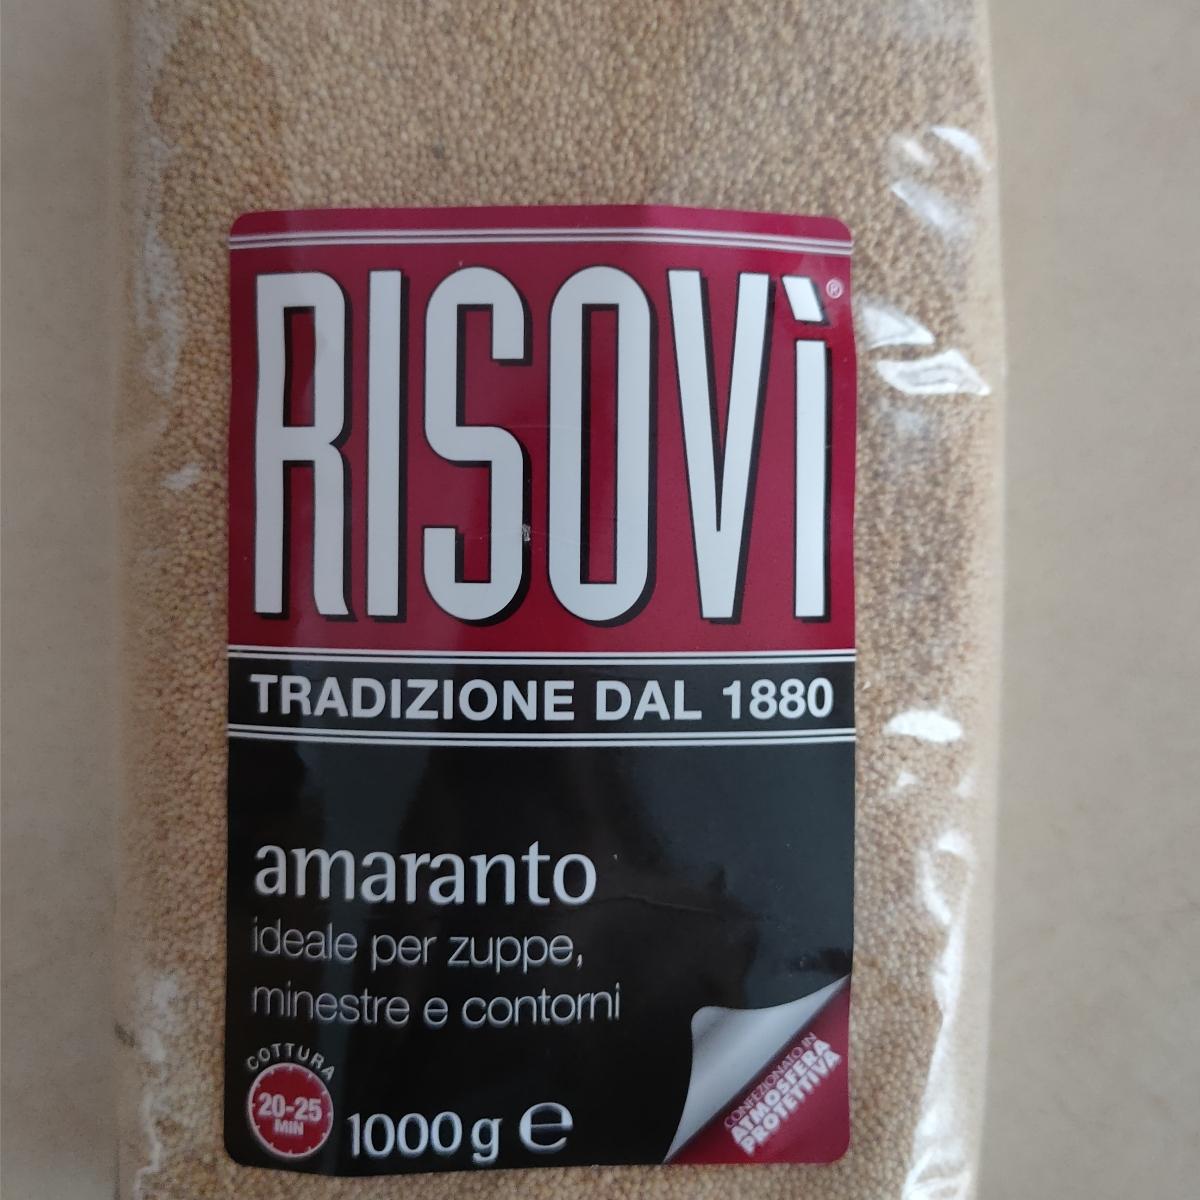 RISOVì®
TRADIZIONE DAL 1880
amaranto
ideale per zuppe,
minestre e contorni
COTTURA
20-25
MIN
1000g e
CONFEZIONATO IN
ATMOSFERA
PROTETTIVA